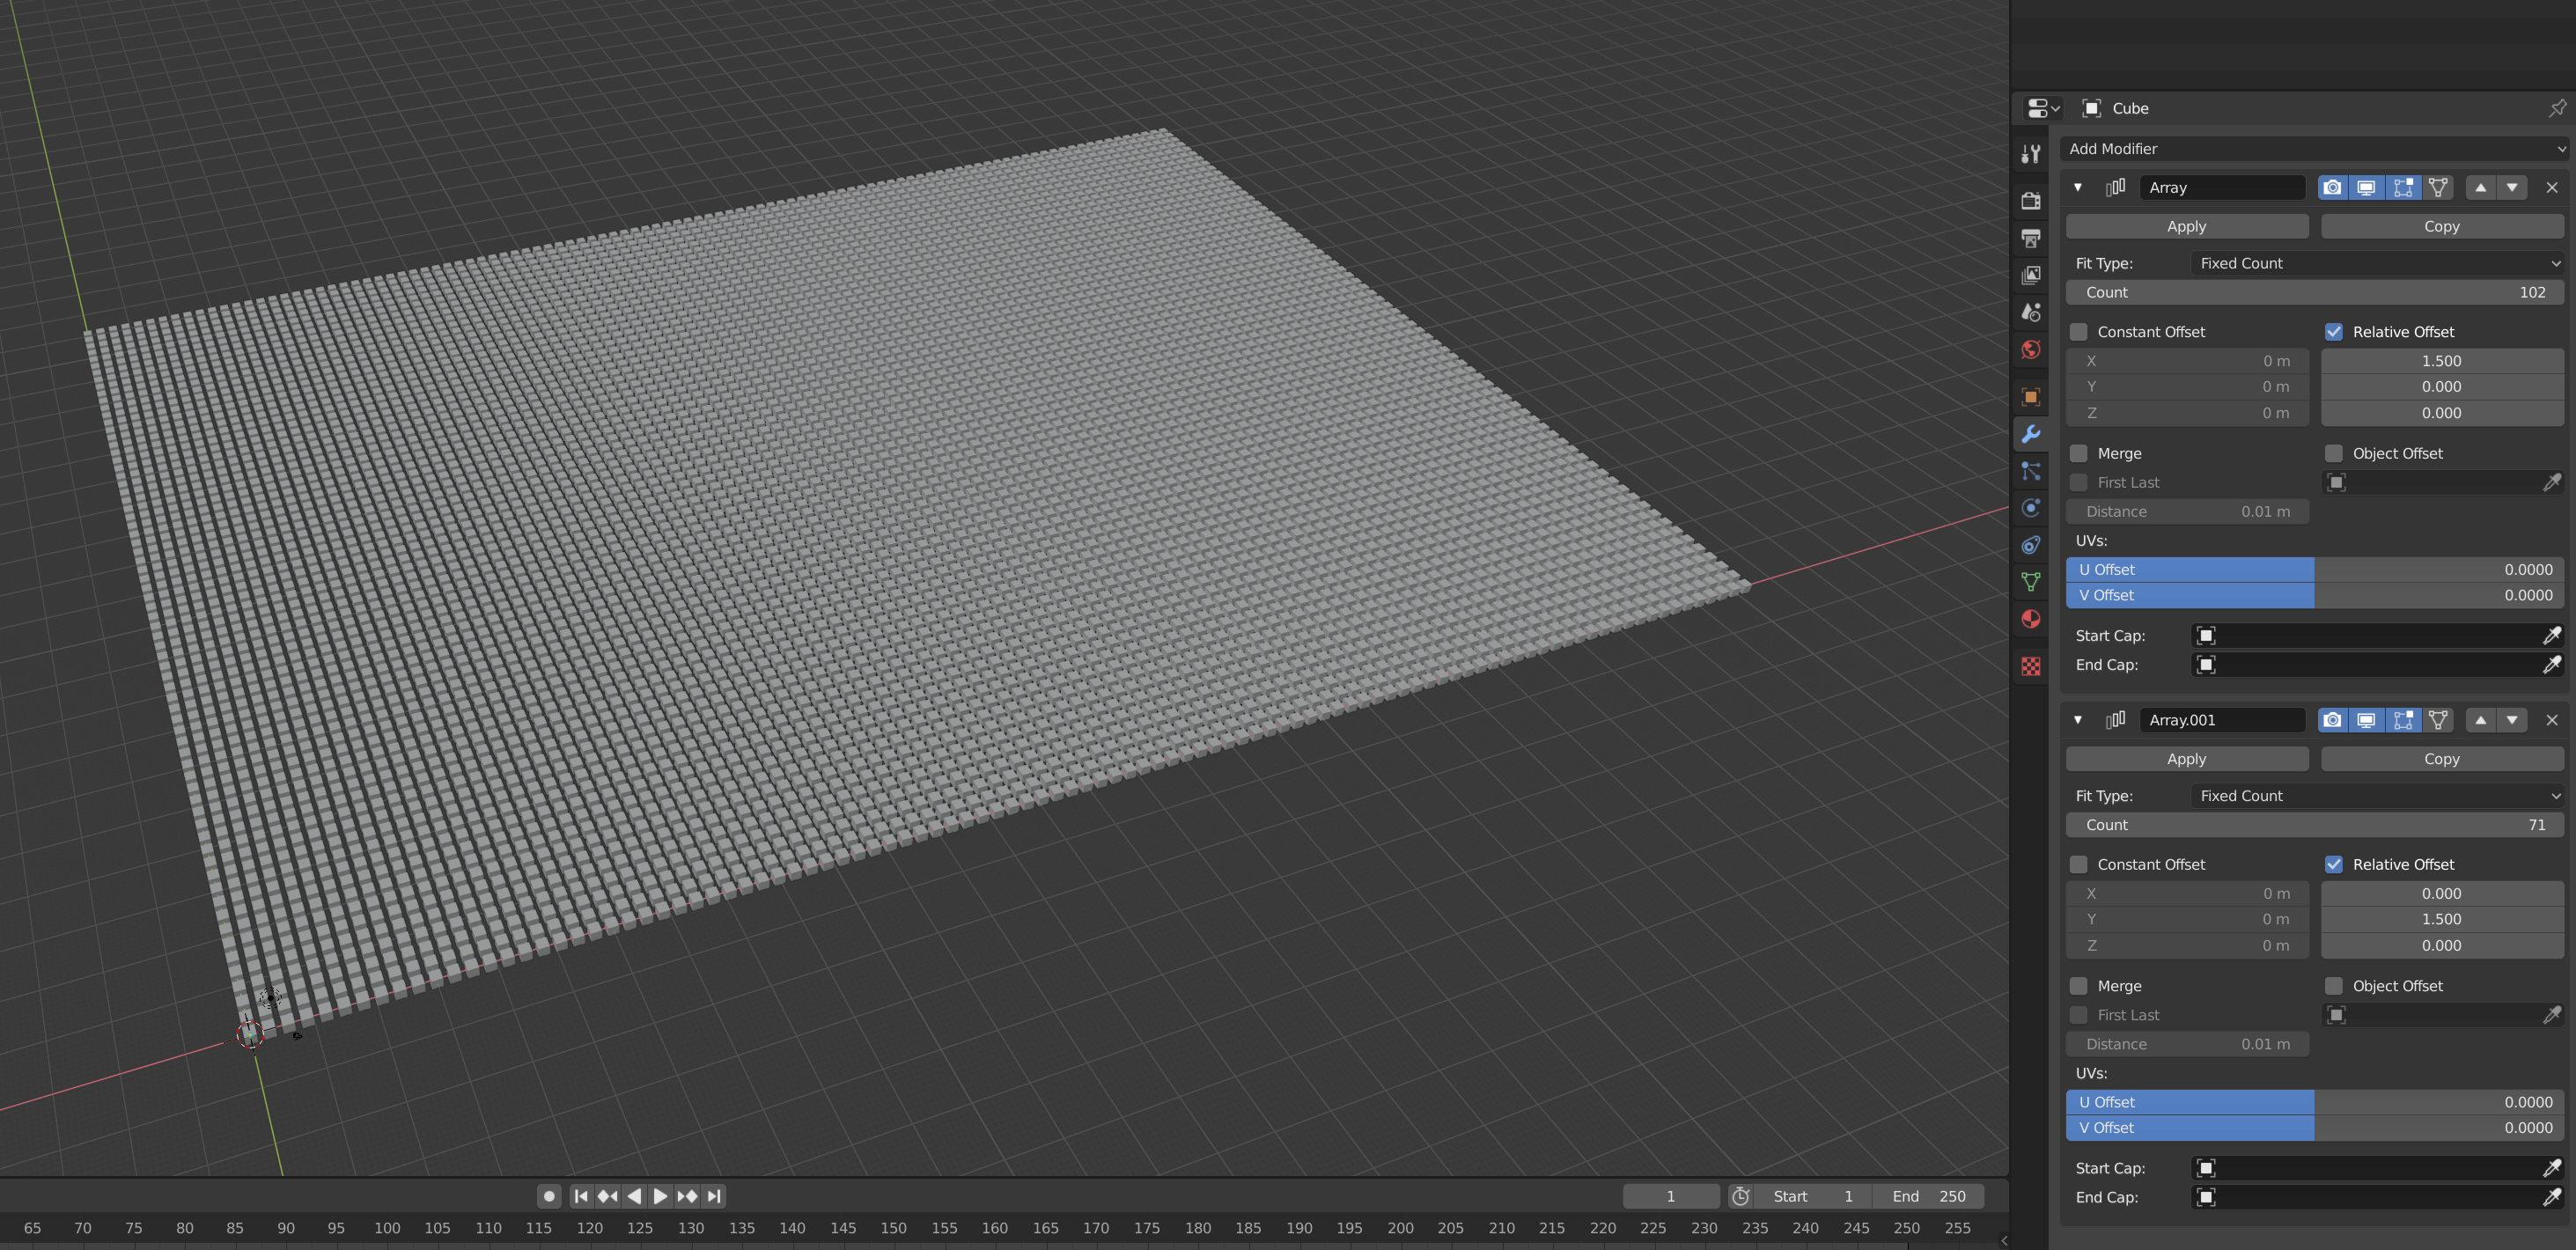 Cube
Add Modifier
Array
Apply Copy
Fit Type: Fixed Count
Count 102
Constant Offset Relative Offset
X 0 m 1.500
Y 0 m 0.000
Z 0 m 0.000
Merge Object Offset
First Last
Distance 0.01 m
UVs:
U Offset 0.0000
V Offset 0.0000
Start Cap:
End Cap:
Array.001
Apply Copy
Fit Type: Fixed Count
Count 71
Constant Offset Relative Offset
X 0 m 0.000
Y 0 m 1.500
Z 0 m 0.000
Merge Object Offset
First Last
Distance 0.01 m
UVs:
U Offset 0.0000
V Offset 0.0000
Start Cap:
End Cap:
1 Start 1 End 250
65 70 75 80 85 90 95 100 105 110 115 120 125 130 135 140 145 150 155 160 165 170 175 180 185 190 195 200 205 210 215 220 225 230 235 240 245 250 255